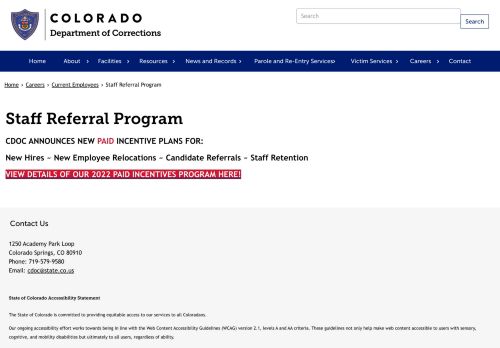 COLORADO
Department of Corrections
Search
Search
Home About › Facilities › Resources › News and Records › Parole and Re-Entry Services › Victim Services › Careers › Contact
Home › Careers › Current Employees › Staff Referral Program
Staff Referral Program
CDOC ANNOUNCES NEW PAID INCENTIVE PLANS FOR:
New Hires ~ New Employee Relocations ~ Candidate Referrals ~ Staff Retention
VIEW DETAILS OF OUR 2022 PAID INCENTIVES PROGRAM HERE!
Contact Us
1250 Academy Park Loop
Colorado Springs, CO 80910
Phone: 719-579-9580
Email: cdoc@state.co.us
State of Colorado Accessibility Statement
The State of Colorado is committed to providing equitable access to our services to all Coloradans.
Our ongoing accessibility effort works towards being in line with the Web Content Accessibility Guidelines (WCAG) version 2.1, levels A and AA criteria. These guidelines not only help make web content accessible to users with sensory,
cognitive, and mobility disabilities but ultimately to all users, regardless of ability.